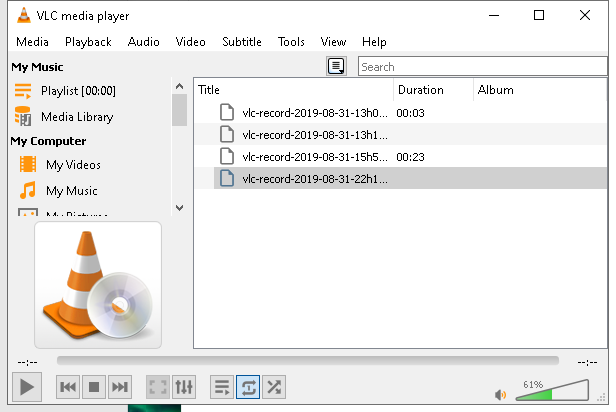 VLC media player
Media Playback Audio Video Subtitle Tools View Help
My Music
Search
Playlist [00:00]
Media Library
My Computer
My Videos
My Music
My Pictures
Title Duration Album
vlc-record-2019-08-31-13h0... 00:03
vlc-record-2019-08-31-13h1...
vlc-record-2019-08-31-15h5... 00:23
vlc-record-2019-08-31-22h1...
--:-- --:--
61%